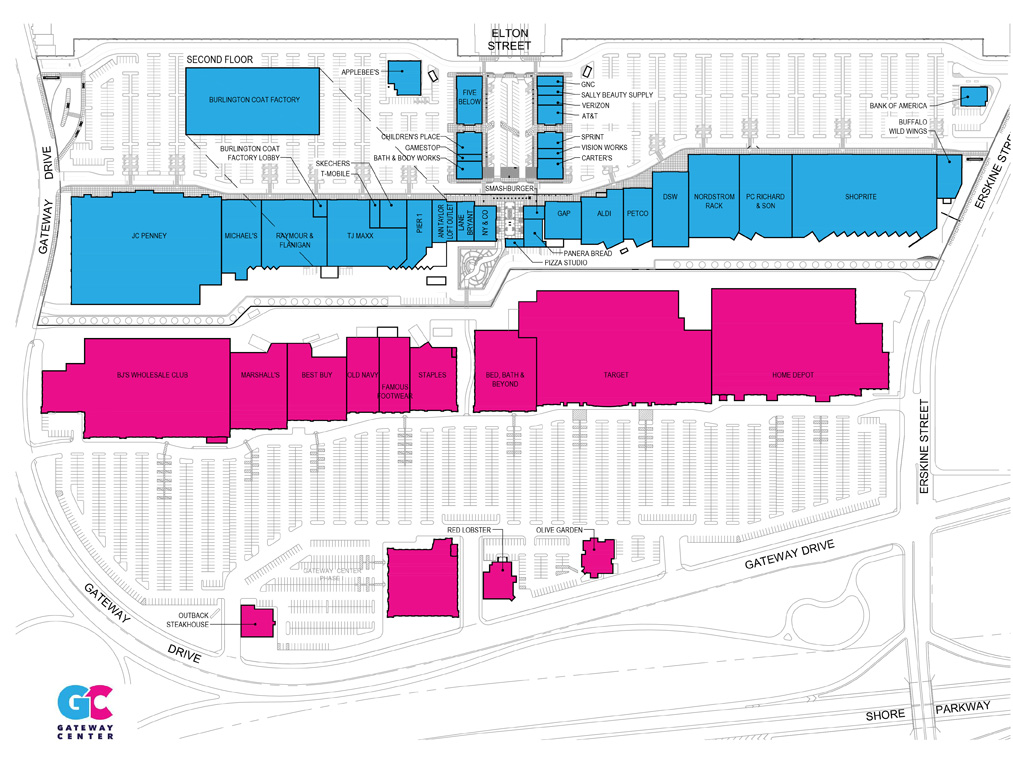 ELTON
STREET
SECOND FLOOR
APPLEBEE'S
BURLINGTON COAT FACTORY
FIVE
BELOW
GNC
SALLY BEAUTY SUPPLY
VERIZON
AT&T
BANK OF AMERICA
BUFFALO
WILD WINGS
CHILDREN'S PLACE
GAMESTOP
BATH & BODY WORKS
SPRINT
VISION WORKS
CARTER'S
BURLINGTON COAT
FACTORY LOBBY
SKECHERS
T-MOBILE
SMASHBURGER
GATEWAY DRIVE
ERSKINE STREET
JC PENNEY
MICHAEL'S
RAYMOUR &
FLANIGAN
TJ MAXX
PIER 1
ANN TAYLOR
LOFT OUTLET
LANE
BRYANT
NY & CO
GAP
ALDI
PETCO
DSW
NORDSTROM
RACK
PC RICHARD
& SON
SHOPRITE
PANERA BREAD
PIZZA STUDIO
BJ'S WHOLESALE CLUB
MARSHALL'S
BEST BUY
OLD NAVY
FAMOUS
FOOTWEAR
STAPLES
BED, BATH &
BEYOND
TARGET
HOME DEPOT
ERSKINE STREET
RED LOBSTER
OLIVE GARDEN
GATEWAY DRIVE
GATEWAY CENTER
PHASE
OUTBACK
STEAKHOUSE
GATEWAY
DRIVE
SHORE PARKWAY
GC
GATEWAY
CENTER